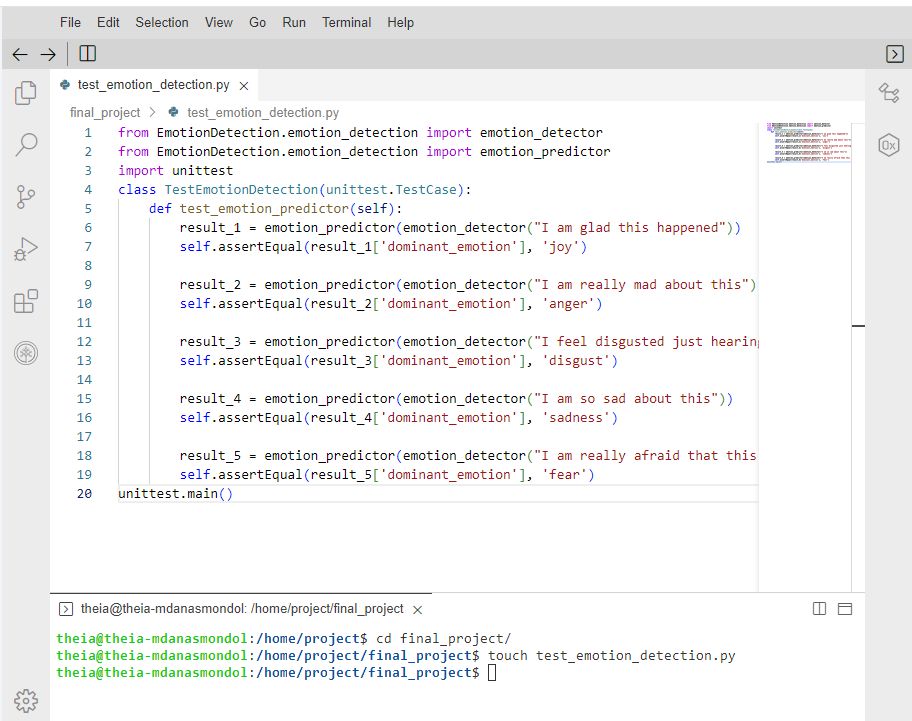 File Edit Selection View Go Run Terminal Help
test_emotion_detection.py
final_project > test_emotion_detection.py
1 from EmotionDetection.emotion_detection import emotion_detector
2 from EmotionDetection.emotion_detection import emotion_predictor
3 import unittest
4 class TestEmotionDetection(unittest.TestCase):
5 def test_emotion_predictor(self):
6 result_1 = emotion_predictor(emotion_detector("I am glad this happened"))
7 self.assertEqual(result_1['dominant_emotion'], 'joy')
8
9 result_2 = emotion_predictor(emotion_detector("I am really mad about this")
10 self.assertEqual(result_2['dominant_emotion'], 'anger')
11
12 result_3 = emotion_predictor(emotion_detector("I feel disgusted just hearing
13 self.assertEqual(result_3['dominant_emotion'], 'disgust')
14
15 result_4 = emotion_predictor(emotion_detector("I am so sad about this"))
16 self.assertEqual(result_4['dominant_emotion'], 'sadness')
17
18 result_5 = emotion_predictor(emotion_detector("I am really afraid that this
19 self.assertEqual(result_5['dominant_emotion'], 'fear')
20 unittest.main()
theia@theia-mdanasmondol: /home/project/final_project
theia@theia-mdanasmondol:/home/project$ cd final_project/
theia@theia-mdanasmondol:/home/project/final_project$ touch test_emotion_detection.py
theia@theia-mdanasmondol:/home/project/final_project$